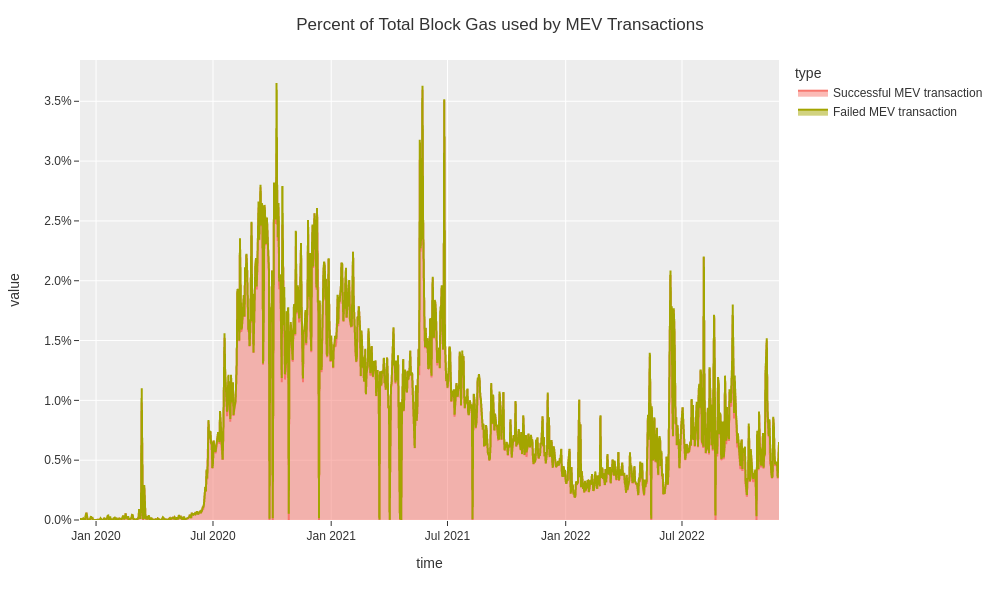 Percent of Total Block Gas used by MEV Transactions
type
Successful MEV transaction
Failed MEV transaction
value
3.5%
3.0%
2.5%
2.0%
1.5%
1.0%
0.5%
0.0%
Jan 2020
Jul 2020
Jan 2021
Jul 2021
Jan 2022
Jul 2022
time